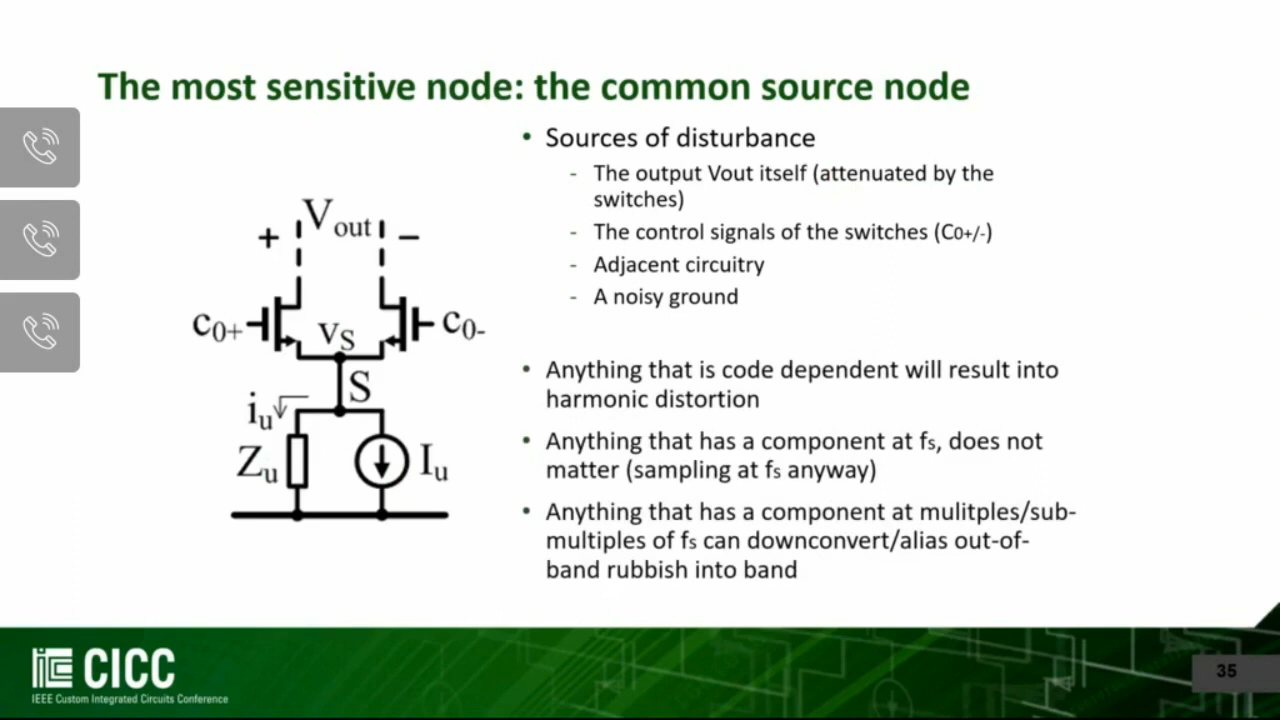 The most sensitive node: the common source node
• Sources of disturbance
- The output Vout itself (attenuated by the
switches)
- The control signals of the switches (C0+/-)
- Adjacent circuitry
- A noisy ground
• Anything that is code dependent will result into
harmonic distortion
• Anything that has a component at fs, does not
matter (sampling at fs anyway)
• Anything that has a component at mulitples/sub-
multiples of fs can downconvert/alias out-of-
band rubbish into band
+ Vout -
c0+ vs c0-
S
iu
Zu Iu
CICC
IEEE Custom Integrated Circuits Conference
35